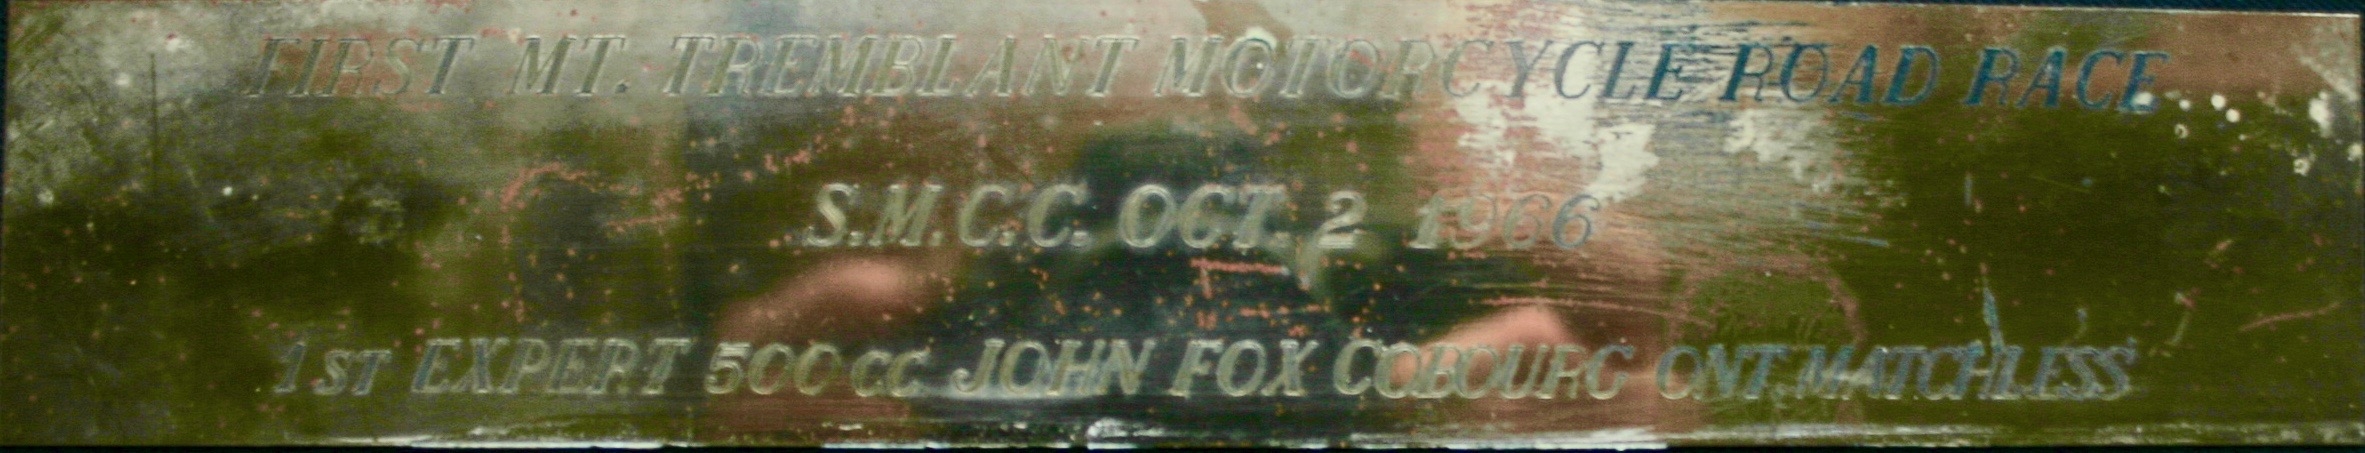 FIRST MT. TREMBLANT MOTORCYCLE ROAD RACE
S.M.C.C. OCT. 2 1966
1 ST EXPERT 500 CC. JOHN FOX COBOURG ONT. MATCHLESS